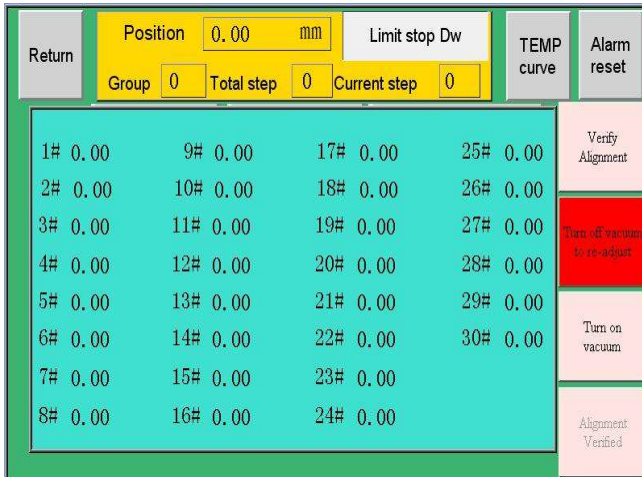 Return
Position 0.00 mm
Limit stop Dw
TEMP curve
Alarm reset
Group 0 Total step 0 Current step 0
1# 0.00 9# 0.00 17# 0.00 25# 0.00
2# 0.00 10# 0.00 18# 0.00 26# 0.00
3# 0.00 11# 0.00 19# 0.00 27# 0.00
4# 0.00 12# 0.00 20# 0.00 28# 0.00
5# 0.00 13# 0.00 21# 0.00 29# 0.00
6# 0.00 14# 0.00 22# 0.00 30# 0.00
7# 0.00 15# 0.00 23# 0.00
8# 0.00 16# 0.00 24# 0.00
Verify
Alignment
Turn off vacuum
to re-adjust
Turn on
vacuum
Alignment
Verified